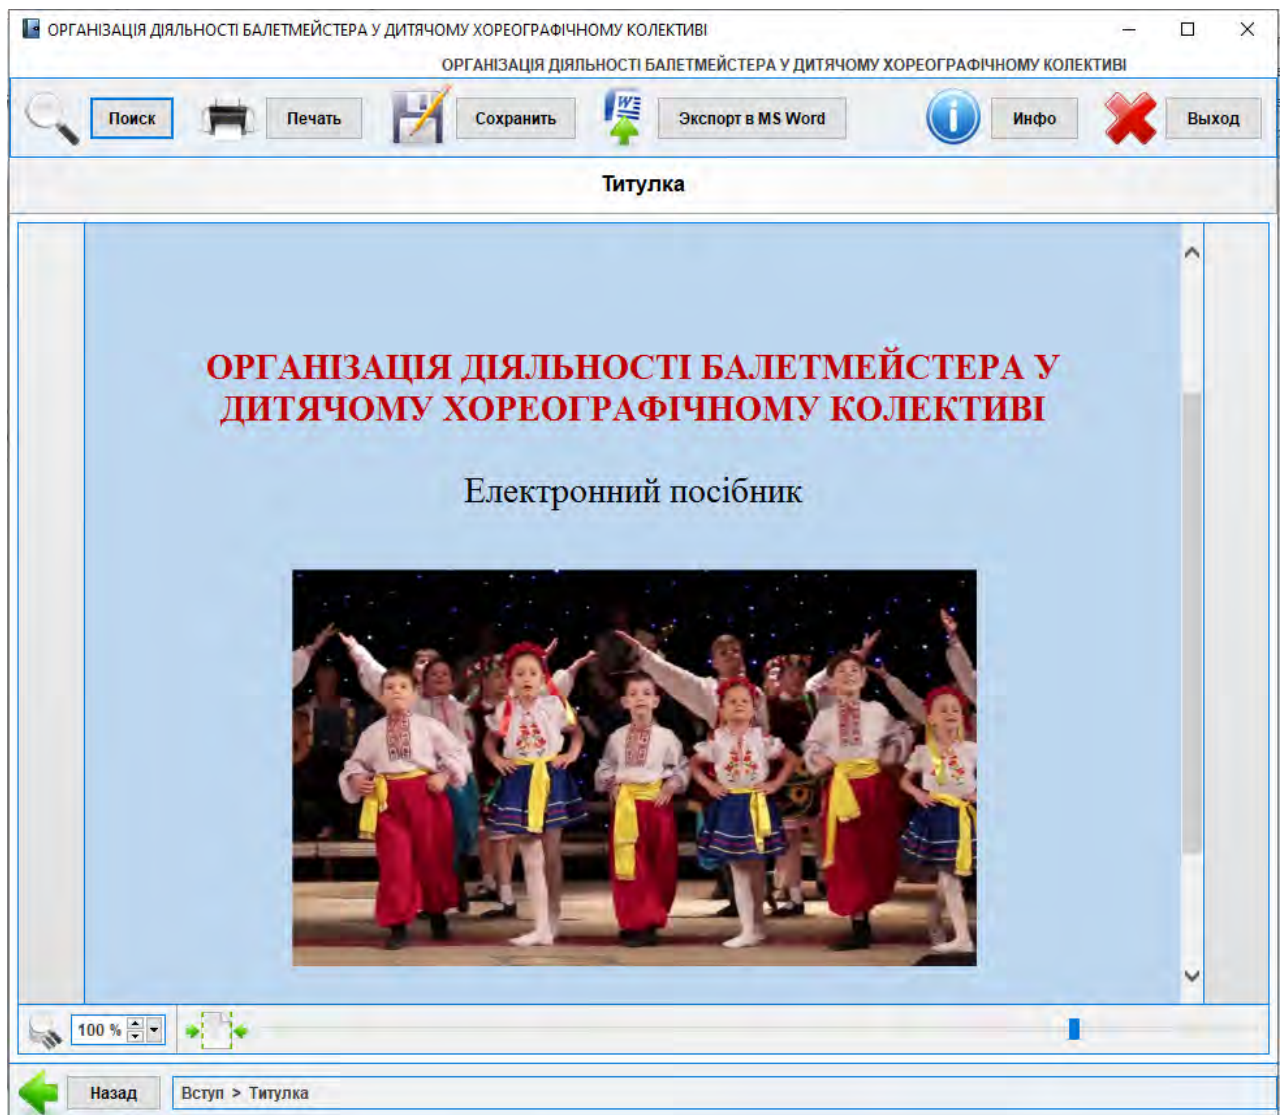 ОРГАНІЗАЦІЯ ДІЯЛЬНОСТІ БАЛЕТМЕЙСТЕРА У ДИТЯЧОМУ ХОРЕОГРАФІЧНОМУ КОЛЕКТИВІ
ОРГАНІЗАЦІЯ ДІЯЛЬНОСТІ БАЛЕТМЕЙСТЕРА У ДИТЯЧОМУ ХОРЕОГРАФІЧНОМУ КОЛЕКТИВІ
Поиск Печать Сохранить Экспорт в MS Word Инфо Выход
Титулка
ОРГАНІЗАЦІЯ ДІЯЛЬНОСТІ БАЛЕТМЕЙСТЕРА У
ДИТЯЧОМУ ХОРЕОГРАФІЧНОМУ КОЛЕКТИВІ
Електронний посібник
100 %
Назад Вступ > Титулка